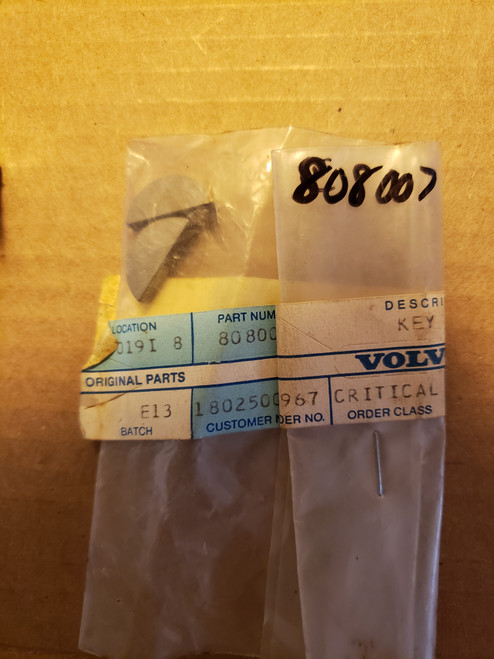 808007
DESCRI
LOCATION PART NUM KEY
019I 8 80800
VOLV
ORIGINAL PARTS
E13 1802500967 CRITICAL
BATCH CUSTOMER DER NO. ORDER CLASS